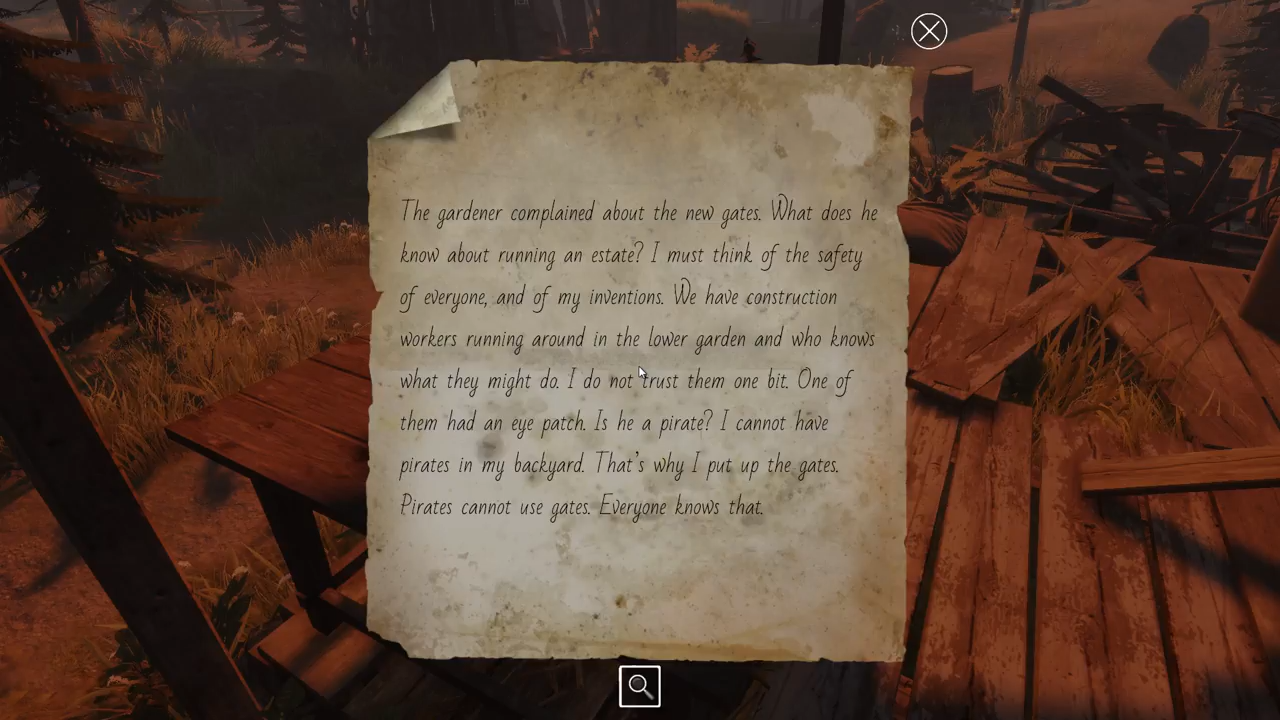 The gardener complained about the new gates. What does he
know about running an estate? I must think of the safety
of everyone, and of my inventions. We have construction
workers running around in the lower garden and who knows
what they might do. I do not trust them one bit. One of
them had an eye patch. Is he a pirate? I cannot have
pirates in my backyard. That's why I put up the gates.
Pirates cannot use gates. Everyone knows that.